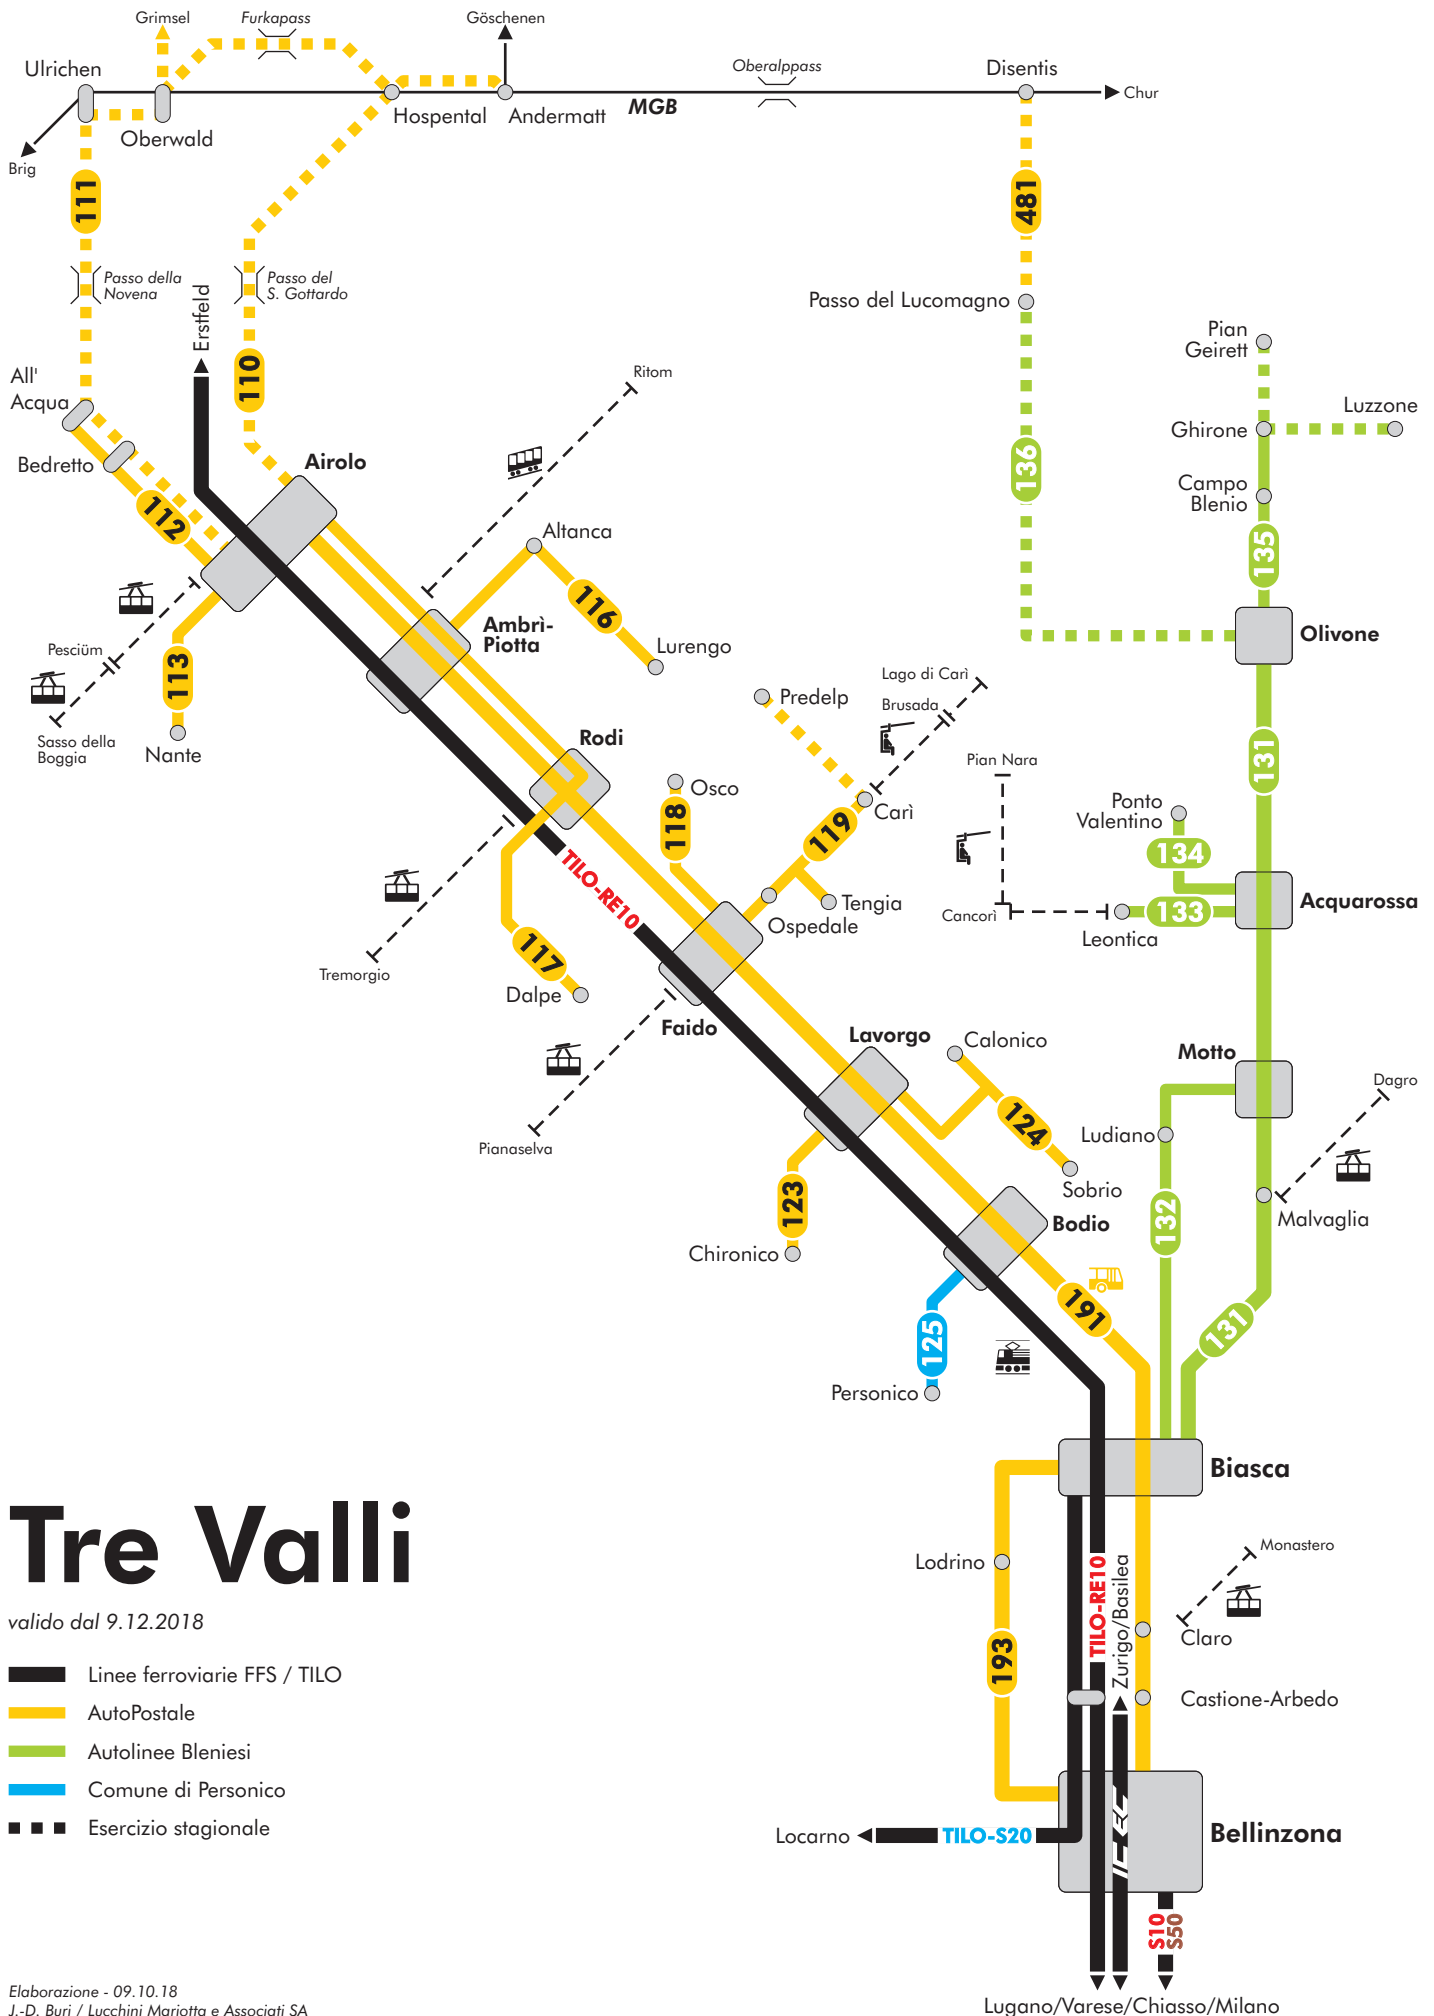 Grimsel
Furkapass
Göschenen
Ulrichen
Oberalppass
Disentis
Chur
Hospental
Andermatt
MGB
Oberwald
Brig
111
481
Passo della
Novena
Passo del
S. Gottardo
Erstfeld
Passo del Lucomagno
Pian
Geirett
110
Ritom
All'
Acqua
Luzzone
Ghirone
Bedretto
Airolo
136
Campo
Blenio
112
Altanca
135
116
Ambrì-
Piotta
Olivone
Pesciüm
Lurengo
113
Lago di Carì
Predelp
Brusada
Sasso della
Boggia
Nante
Rodi
Pian Nara
131
Osco
Ponto
Valentino
Carì
118
119
134
TILO-RE10
Tengia
Acquarossa
133
Cancorì
Ospedale
Leontica
117
Tremorgio
Dalpe
Faido
Lavorgo
Calonico
Motto
Dagro
124
Ludiano
Pianaselva
Sobrio
123
132
Malvaglia
Bodio
Chironico
191
131
125
Personico
Biasca
Tre Valli
Monastero
Lodrino
TILO-RE10
Zurigo/Basilea
valido dal 9.12.2018
Claro
193
Linee ferroviarie FFS / TILO
Castione-Arbedo
AutoPostale
Autolinee Bleniesi
Comune di Personico
IC EC
Esercizio stagionale
Locarno
TILO-S20
Bellinzona
S10
S50
Elaborazione - 09.10.18
J.-D. Buri / Lucchini Mariotta e Associati SA
Lugano/Varese/Chiasso/Milano